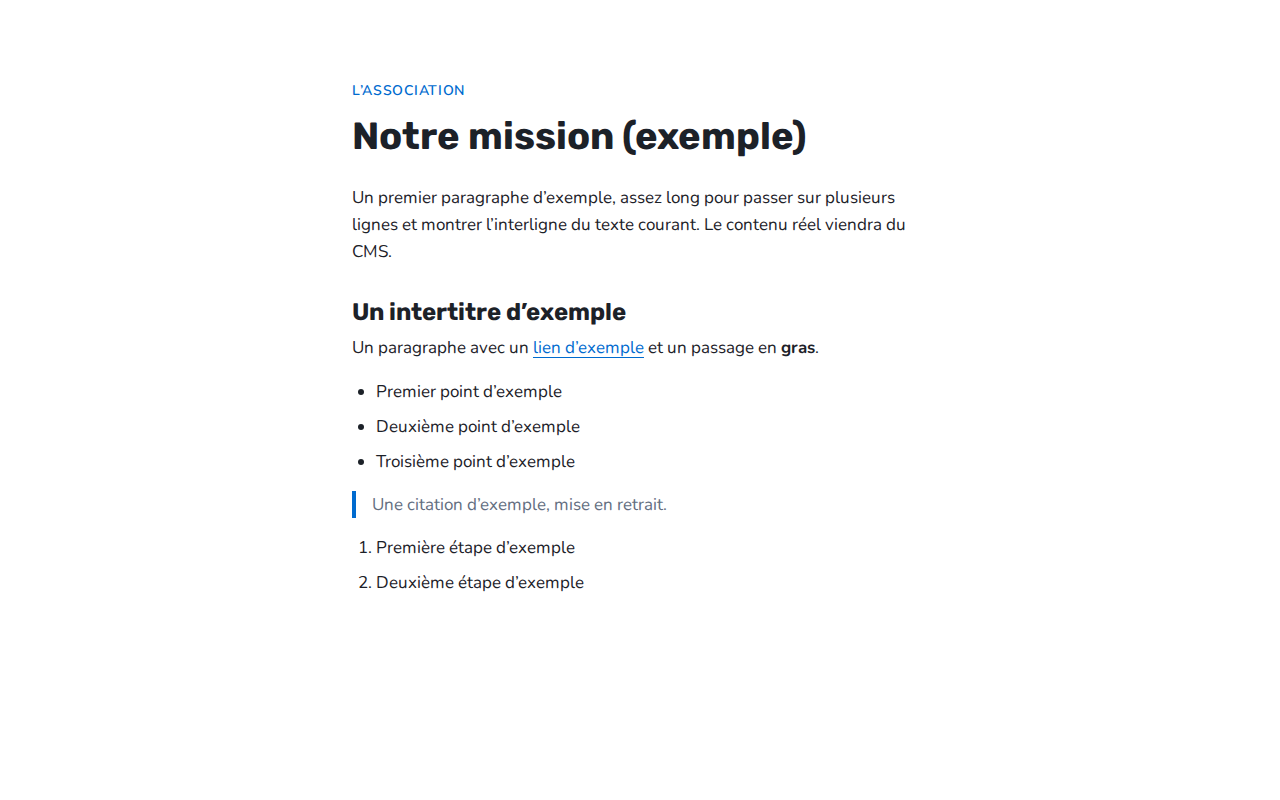 L’ASSOCIATION
Notre mission (exemple)
Un premier paragraphe d’exemple, assez long pour passer sur plusieurs
lignes et montrer l’interligne du texte courant. Le contenu réel viendra du
CMS.
Un intertitre d’exemple
Un paragraphe avec un lien d’exemple et un passage en gras.
• Premier point d’exemple
• Deuxième point d’exemple
• Troisième point d’exemple
Une citation d’exemple, mise en retrait.
1. Première étape d’exemple
2. Deuxième étape d’exemple